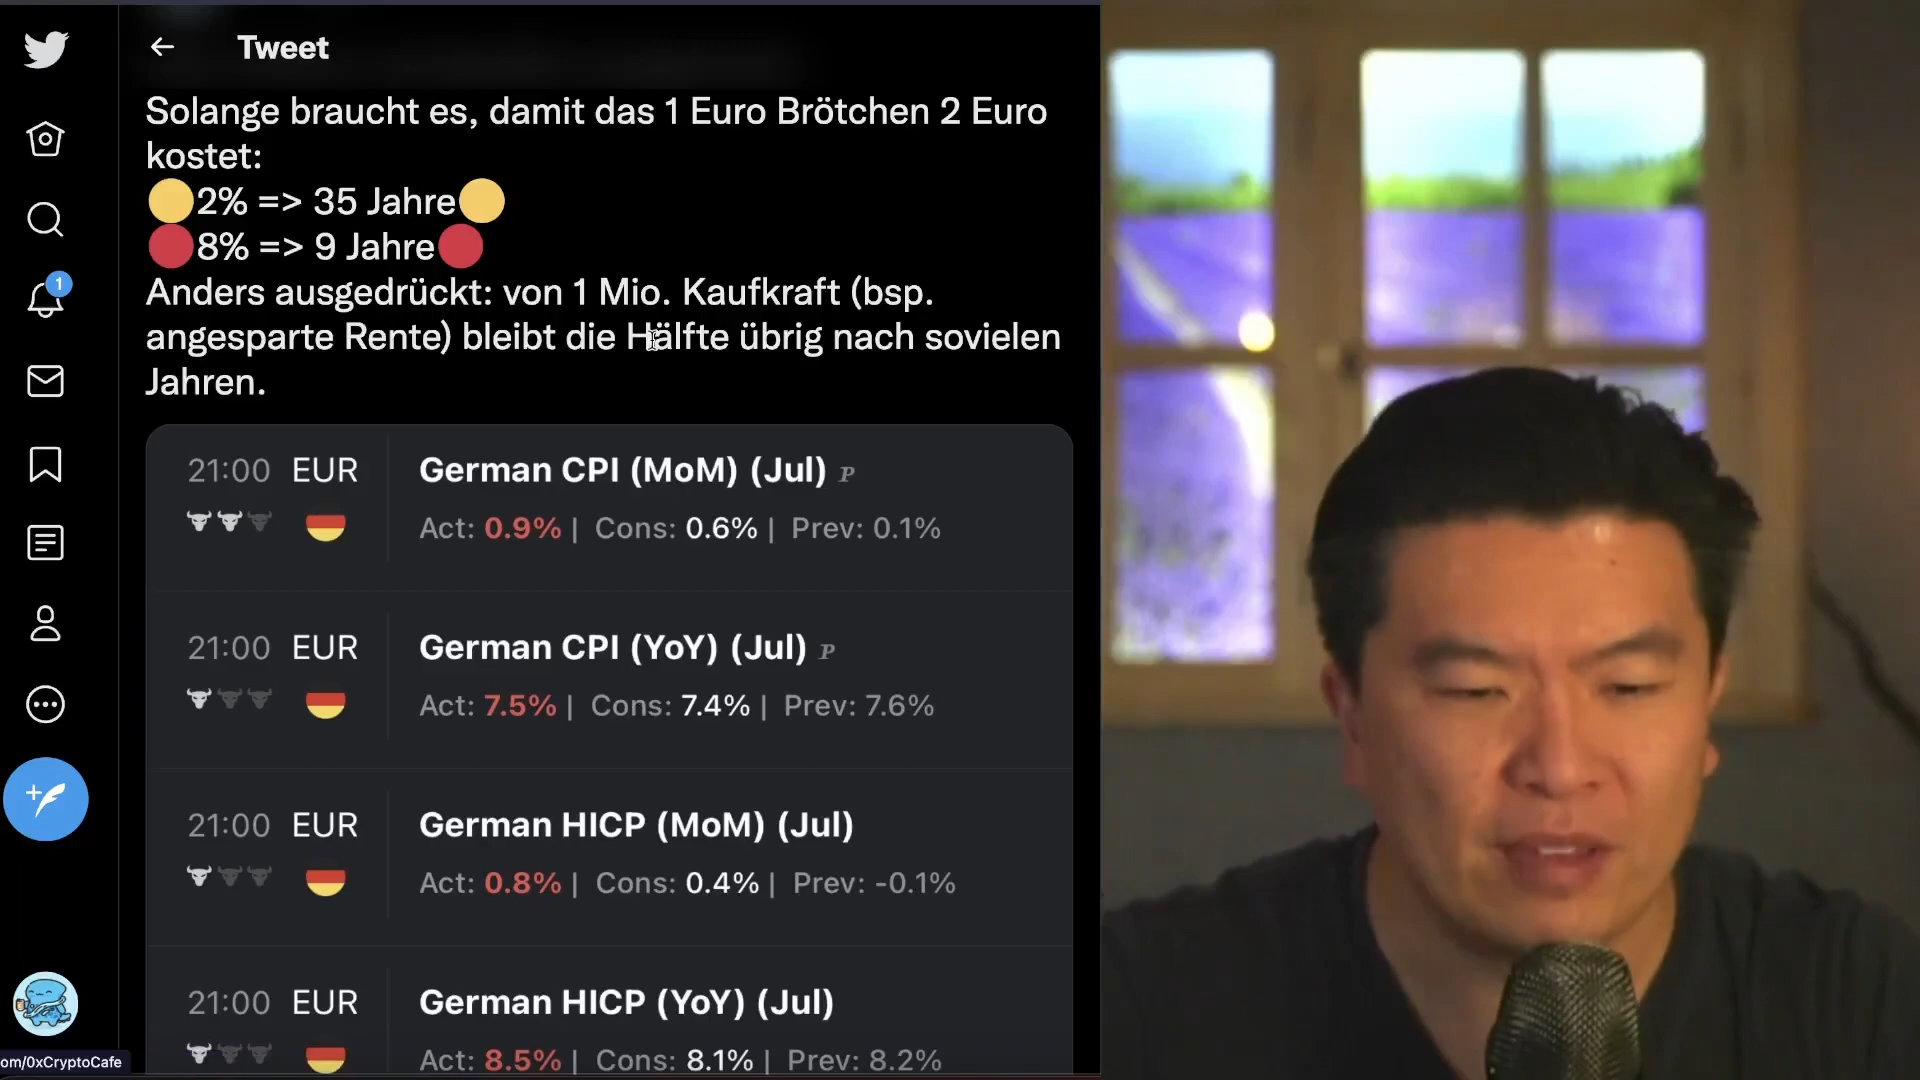 Tweet
Solange braucht es, damit das 1 Euro Brötchen 2 Euro
kostet:
2% => 35 Jahre
8% => 9 Jahre
Anders ausgedrückt: von 1 Mio. Kaufkraft (bsp.
angesparte Rente) bleibt die Hälfte übrig nach sovielen
Jahren.
21:00 EUR German CPI (MoM) (Jul) P
Act: 0.9% | Cons: 0.6% | Prev: 0.1%
21:00 EUR German CPI (YoY) (Jul) P
Act: 7.5% | Cons: 7.4% | Prev: 7.6%
21:00 EUR German HICP (MoM) (Jul)
Act: 0.8% | Cons: 0.4% | Prev: -0.1%
21:00 EUR German HICP (YoY) (Jul)
Act: 8.5% | Cons: 8.1% | Prev: 8.2%
1
om/0xCryptoCafe